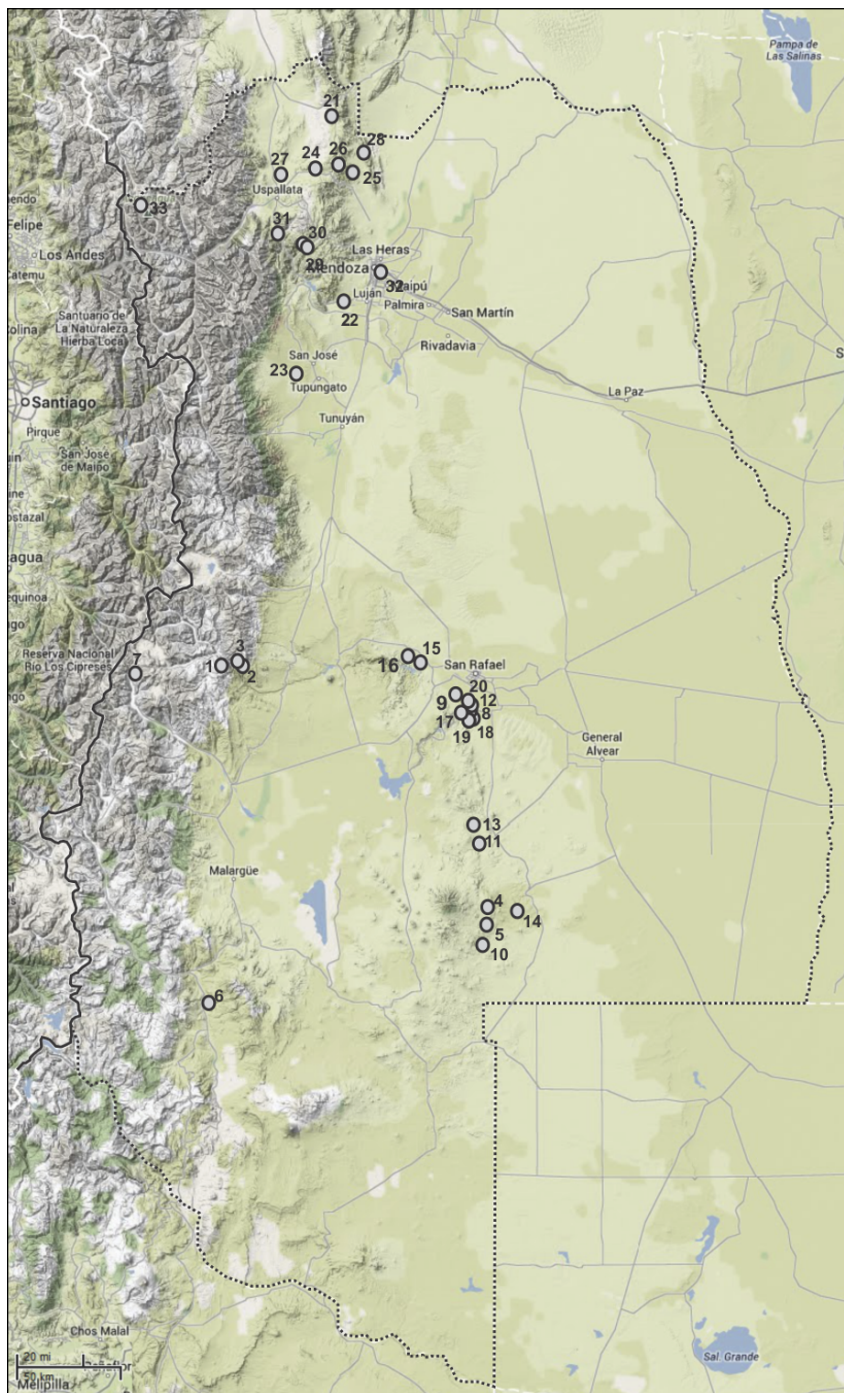 Pampa de
Las Salinas
21
28
26
24
27
25
Uspallata
33
Felipe
31
30
Las Heras
Los Andes
29
Mendoza
Catemu
32
Maipú
Luján
Palmira
22
San Martín
Santuario de
La Naturaleza
Hierba Loca
Colina
Rivadavia
San José
23
Tupungato
La Paz
Santiago
Tunuyán
Pirque
San José
de Maipo
Reserva Nacional
Río Los Cipreses
7
3
1
2
15
16
San Rafael
20
9
12
8
17
18
19
General
Alvear
13
11
Malargüe
4
14
5
10
6
Chos Malal
20 mi
50 km
Melipilla
Sal. Grande